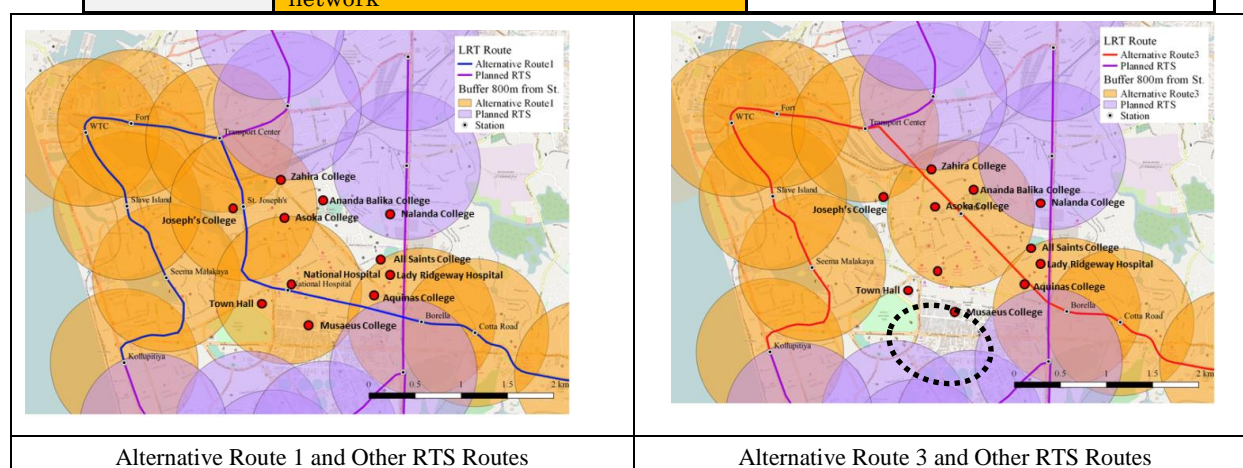 network
LRT Route
Alternative Route1
Planned RTS
Buffer 800m from St.
Alternative Route1
Planned RTS
Station
WTC
Fort
Transport Center
Zahira College
Ananda Balika College
Slave Island
St. Joseph's
Joseph's College
Asoka College
Nalanda College
All Saints College
Seema Malakaya
National Hospital
Lady Ridgeway Hospital
National Hospital
Aquinas College
Town Hall
Borella
Musaeus College
Cotta Road
Kollupitiya
0 0.5 1 1.5 2 km
LRT Route
Alternative Route3
Planned RTS
Buffer 800m from St.
Alternative Route3
Planned RTS
Station
WTC
Fort
Transport Center
Zahira College
Ananda Balika College
Slave Island
Joseph's College
Asoka College
Nalanda College
All Saints College
Seema Malakaya
Lady Ridgeway Hospital
Aquinas College
Town Hall
Borella
Musaeus College
Cotta Road
Kollupitiya
0 0.5 1 1.5 2 km
Alternative Route 1 and Other RTS Routes
Alternative Route 3 and Other RTS Routes